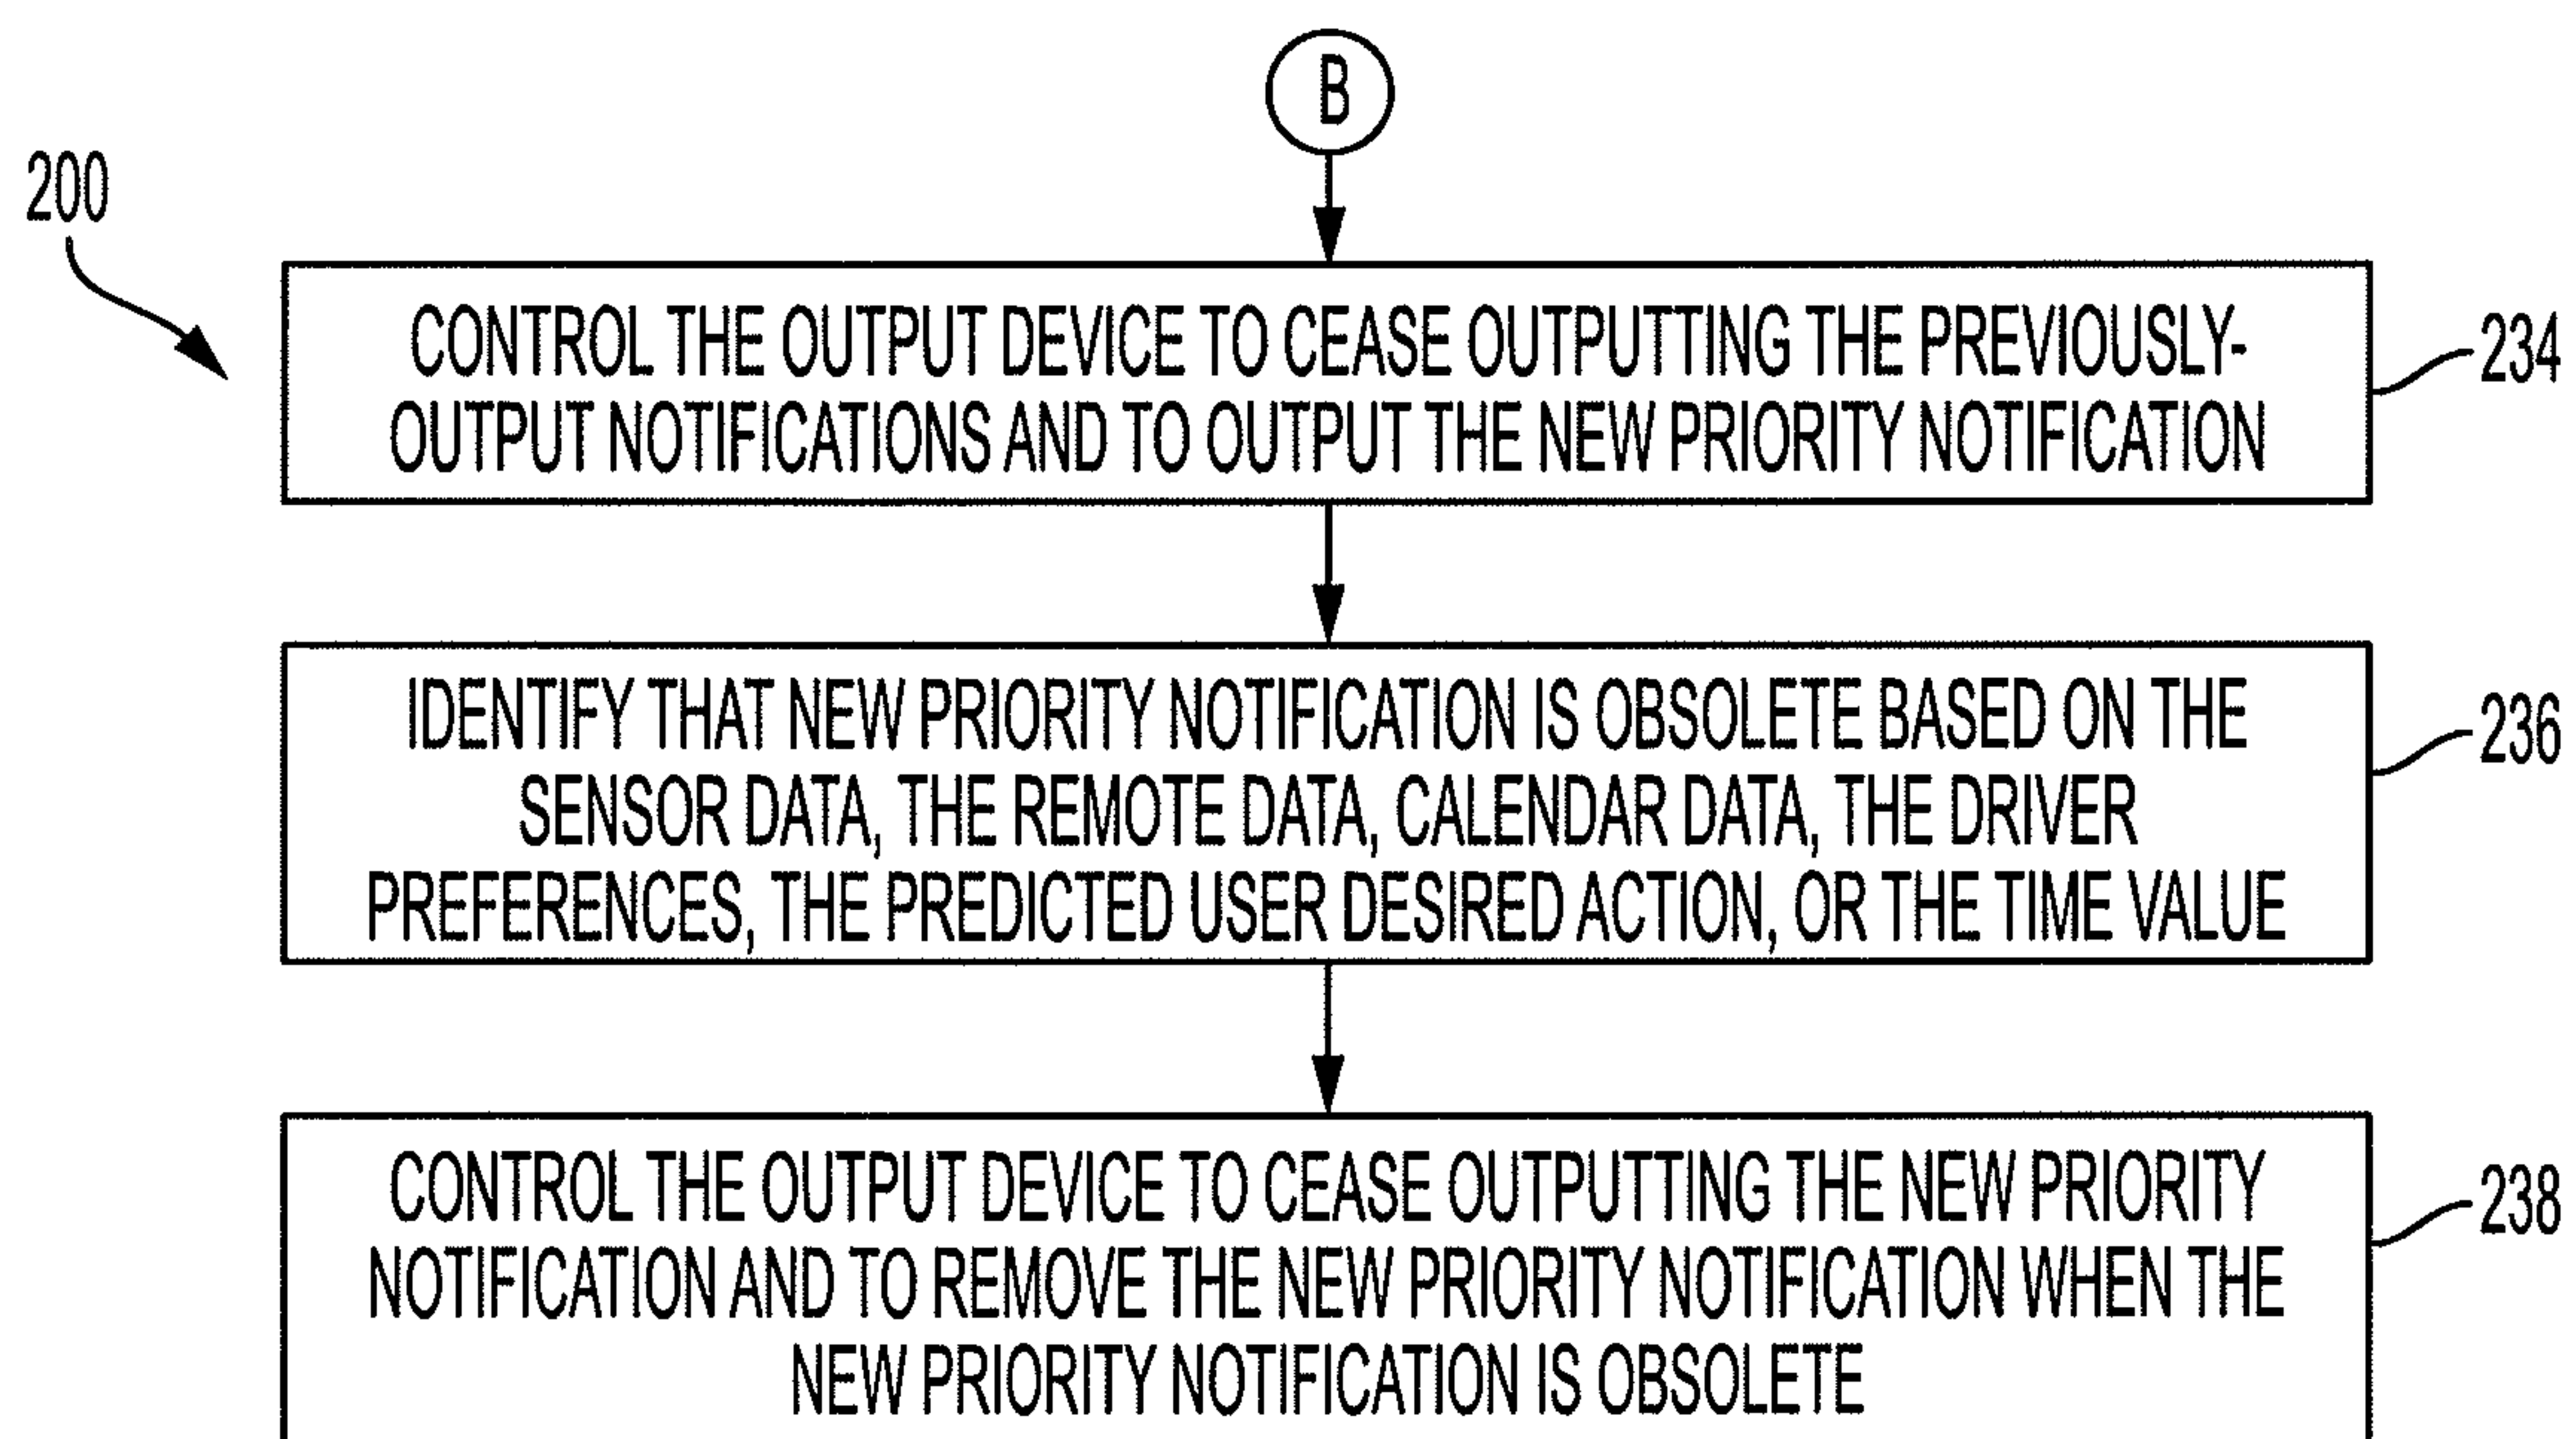 B
200
CONTROL THE OUTPUT DEVICE TO CEASE OUTPUTTING THE PREVIOUSLY-
OUTPUT NOTIFICATIONS AND TO OUTPUT THE NEW PRIORITY NOTIFICATION
234
IDENTIFY THAT NEW PRIORITY NOTIFICATION IS OBSOLETE BASED ON THE
SENSOR DATA, THE REMOTE DATA, CALENDAR DATA, THE DRIVER
PREFERENCES, THE PREDICTED USER DESIRED ACTION, OR THE TIME VALUE
236
CONTROL THE OUTPUT DEVICE TO CEASE OUTPUTTING THE NEW PRIORITY
NOTIFICATION AND TO REMOVE THE NEW PRIORITY NOTIFICATION WHEN THE
NEW PRIORITY NOTIFICATION IS OBSOLETE
238